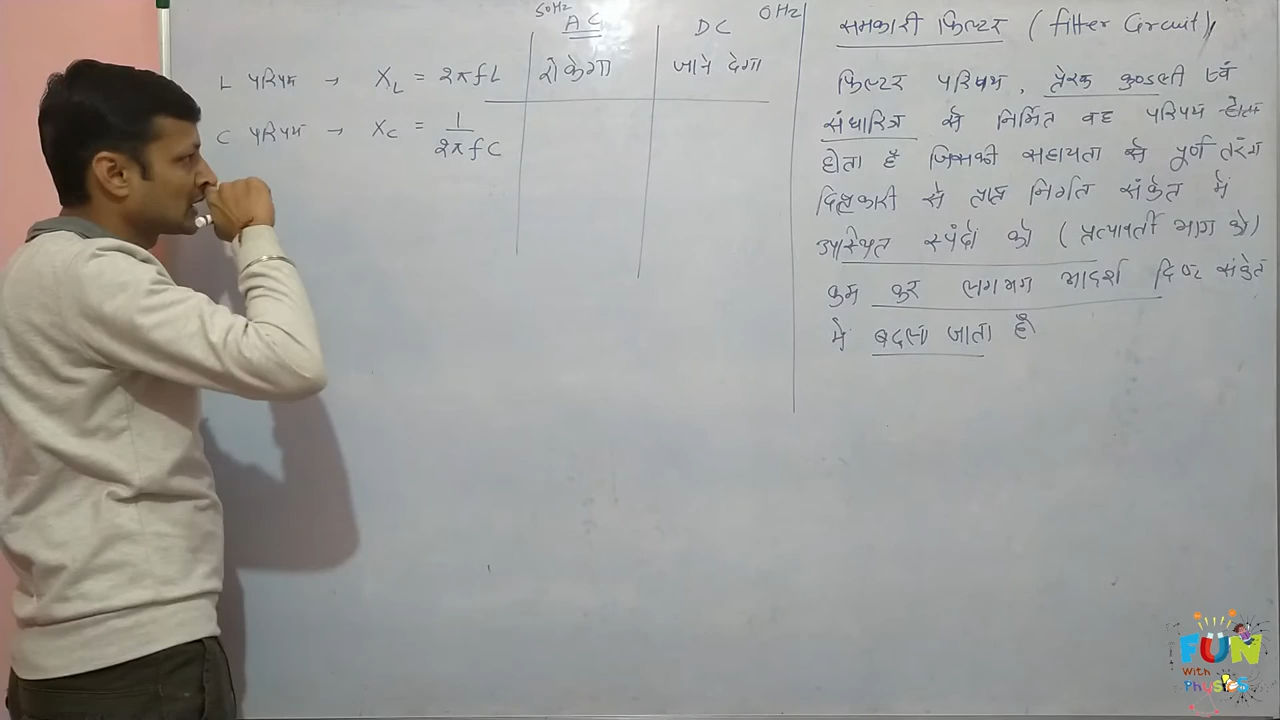 50Hz AC DC 0Hz
L परिपथ → X_L = 2πfL रोकेगा जाने देगा
C परिपथ → X_C = 1/2πfC
समकारी फिल्टर (filter Circuit)
फिल्टर परिपथ, प्रेरक कुण्डली एवं
संधारित्र से निर्मित वह परिपथ होता
होता है जिसकी सहायता से पूर्ण तरंग
दिष्टकारी से प्राप्त निर्गत संकेत में
उपस्थित स्पंदों को (प्रत्यावर्ती भाग को)
कम कर लगभग आदर्श दिष्ट संकेत
में बदला जाता है
FUN
With
Physics